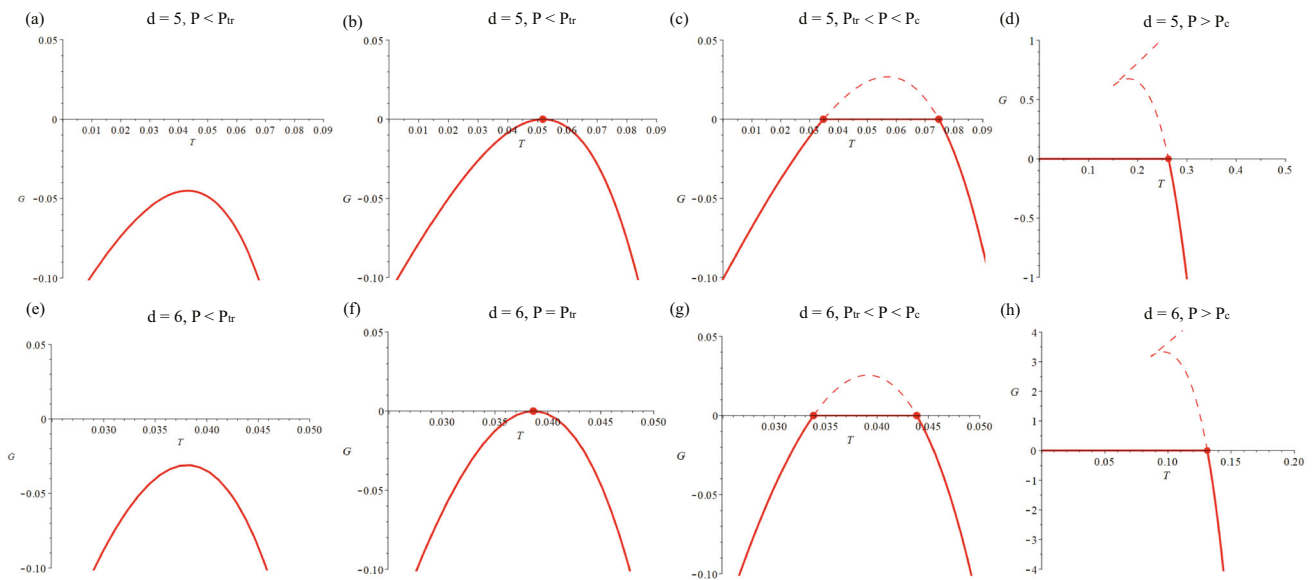 (a) d = 5, P < Ptr
0.05
0
0.01 0.02 0.03 0.04 0.05 0.06 0.07 0.08 0.09
T
G
−0.05
−0.10
(b) d = 5, P < Ptr
0.05
0
0.01 0.02 0.03 0.04 0.05 0.06 0.07 0.08 0.09
T
G
−0.05
−0.10
(c) d = 5, Ptr < P < Pc
0.05
0
0.01 0.02 0.03 0.04 0.05 0.06 0.07 0.08 0.09
T
G
−0.05
−0.10
(d) d = 5, P > Pc
1
G
0.5
0
0.1 0.2 0.3 0.4 0.5
T
−0.5
−1
(e) d = 6, P < Ptr
0.05
0
0.030 0.035 0.040 0.045 0.050
T
G
−0.05
−0.10
(f) d = 6, P = Ptr
0.05
0
0.030 0.035 0.040 0.045 0.050
T
G
−0.05
−0.10
(g) d = 6, Ptr < P < Pc
0.05
0
0.030 0.035 0.040 0.045 0.050
T
G
−0.05
−0.10
(h) d = 6, P > Pc
4
3
G
2
1
0
0.05 0.10 0.15 0.20
T
−1
−2
−3
−4